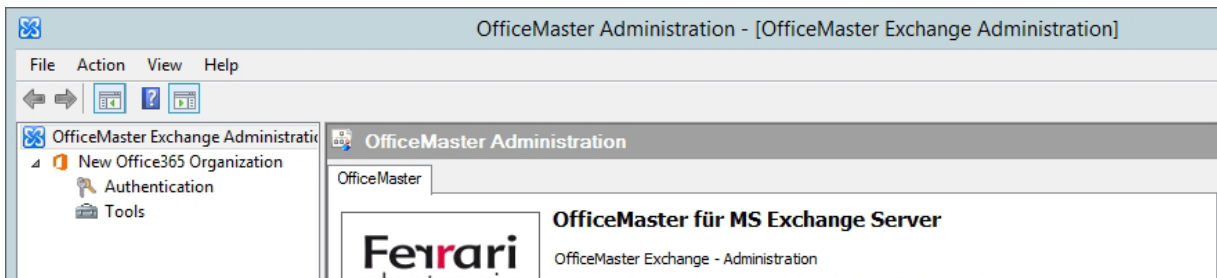 OfficeMaster Administration - [OfficeMaster Exchange Administration]
File Action View Help
OfficeMaster Exchange Administratic
New Office365 Organization
Authentication
Tools
OfficeMaster Administration
OfficeMaster
Ferrari
OfficeMaster für MS Exchange Server
OfficeMaster Exchange - Administration